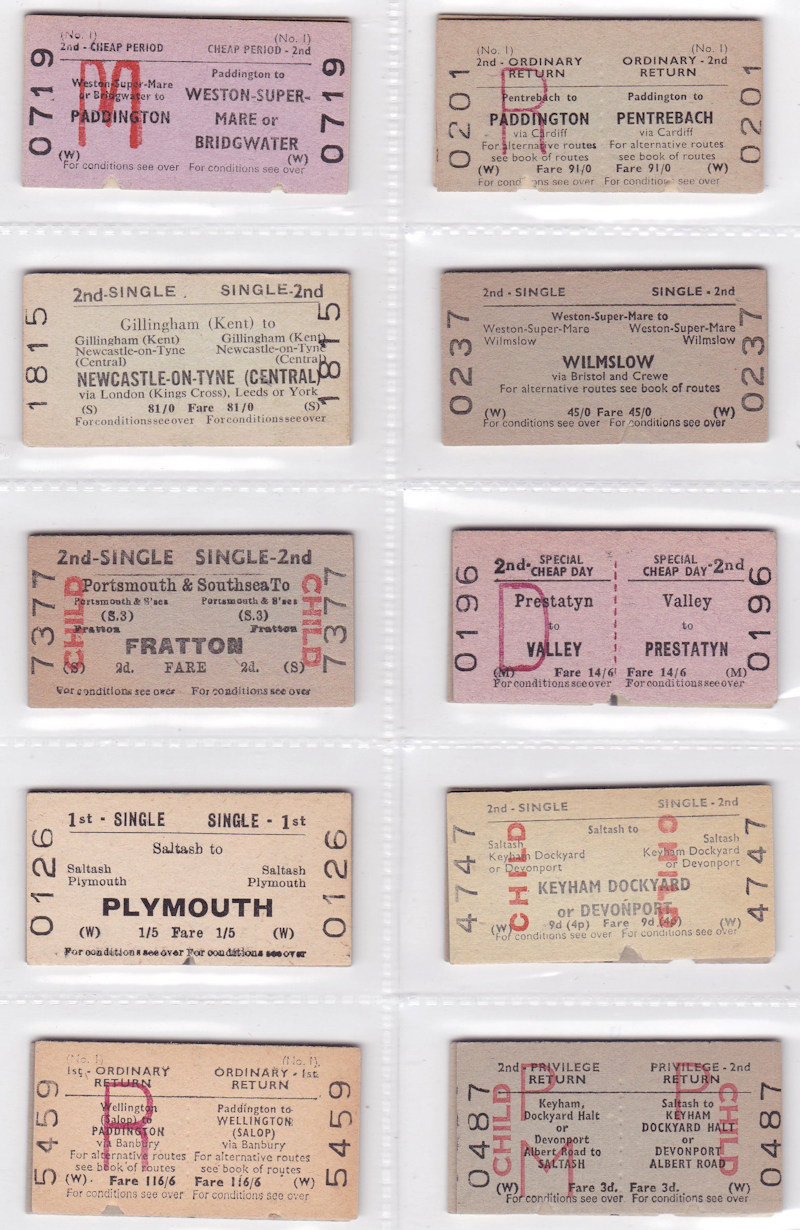 (No. 1) (No. 1)
2nd - CHEAP PERIOD CHEAP PERIOD - 2nd
M
Weston-Super-Mare or Bridgwater to
PADDINGTON
Paddington to
WESTON-SUPER-
MARE or
BRIDGWATER
(W) (W)
For conditions see over For conditions see over
0719 0719
(No. 1) (No. 1)
2nd - ORDINARY RETURN ORDINARY - 2nd RETURN
R
Pentrebach to Paddington to
PADDINGTON PENTREBACH
via Cardiff via Cardiff
For alternative routes For alternative routes
see book of routes see book of routes
(W) Fare 91/0 Fare 91/0 (W)
For conditions see over For conditions see over
0201 0201
2nd-SINGLE SINGLE-2nd
Gillingham (Kent) to
Gillingham (Kent) Gillingham (Kent)
Newcastle-on-Tyne Newcastle-on-Tyne
(Central) (Central)
NEWCASTLE-ON-TYNE (CENTRAL)
via London (Kings Cross), Leeds or York
(S) 81/0 Fare 81/0 (S)
For conditions see over For conditions see over
1815 1815
2nd - SINGLE SINGLE - 2nd
Weston-Super-Mare to
Weston-Super-Mare Weston-Super-Mare
Wilmslow Wilmslow
WILMSLOW
via Bristol and Crewe
For alternative routes see book of routes
(W) 45/0 Fare 45/0 (W)
For conditions see over For conditions see over
0237 0237
2nd-SINGLE SINGLE-2nd
Portsmouth & Southsea To
Portsmouth & S'sea Portsmouth & S'sea
(S.3) (S.3)
Fratton Fratton
FRATTON
(S) 2d. FARE 2d. (S)
For conditions see over For conditions see over
CHILD CHILD
7377 7377
2nd- SPECIAL CHEAP DAY SPECIAL CHEAP DAY -2nd
D
Prestatyn Valley
to to
VALLEY PRESTATYN
(M) Fare 14/6 Fare 14/6 (M)
For conditions see over For conditions see over
0196 0196
1st - SINGLE SINGLE - 1st
Saltash to
Saltash Saltash
Plymouth Plymouth
PLYMOUTH
(W) 1/5 Fare 1/5 (W)
For conditions see over For conditions see over
0126 0126
2nd - SINGLE SINGLE - 2nd
Saltash to
Saltash Saltash
Keyham Dockyard Keyham Dockyard
or Devonport or Devonport
KEYHAM DOCKYARD
or DEVONPORT
(W) 9d (4p) Fare 9d (4p) (W)
For conditions see over For conditions see over
CHILD CHILD
4747 4747
(No. 1) (No. 1).
1st - ORDINARY RETURN ORDINARY - 1st RETURN
R
Wellington (Salop) to
PADDINGTON
via Banbury
Paddington to
WELLINGTON
(SALOP)
via Banbury
For alternative routes For alternative routes
see book of routes see book of routes
(W). Fare 116/6 Fare 116/6 (W)
For conditions see over For conditions see over
5459 5459
2nd - PRIVILEGE RETURN PRIVILEGE - 2nd RETURN
Keyham,
Dockyard Halt
or
Devonport
Albert Road to
SALTASH
Saltash to
KEYHAM
DOCKYARD HALT
or
DEVONPORT
ALBERT ROAD
(W) Fare 3d. Fare 3d. (W)
For conditions see over For conditions see over
CHILD CHILD
M
0487 0487